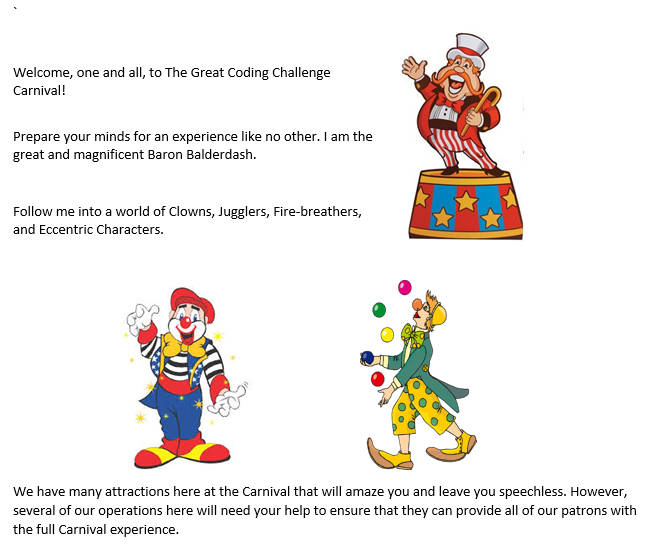 `
Welcome, one and all, to The Great Coding Challenge
Carnival!
Prepare your minds for an experience like no other. I am the
great and magnificent Baron Balderdash.
Follow me into a world of Clowns, Jugglers, Fire-breathers,
and Eccentric Characters.
We have many attractions here at the Carnival that will amaze you and leave you speechless. However,
several of our operations here will need your help to ensure that they can provide all of our patrons with
the full Carnival experience.